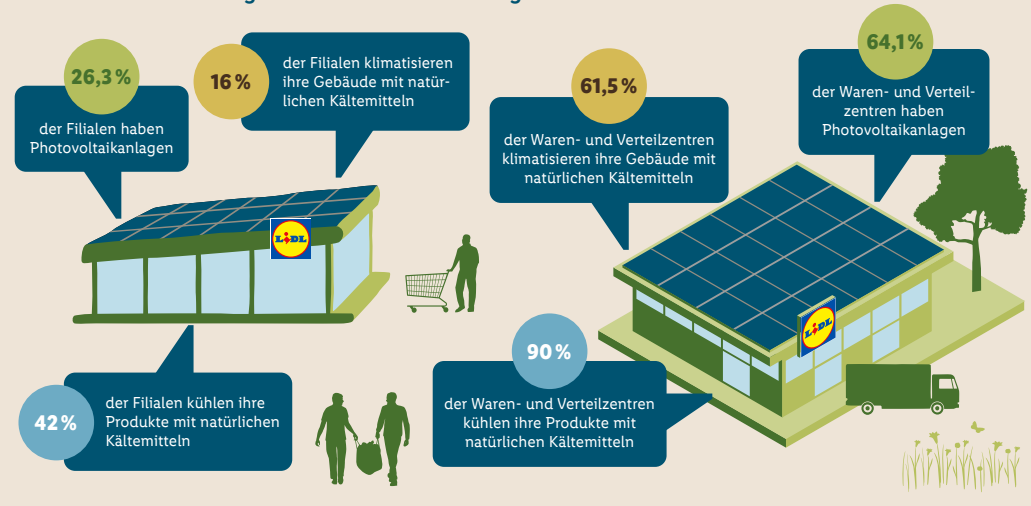 26,3 %
der Filialen haben
Photovoltaikanlagen
16 %
der Filialen klimatisieren
ihre Gebäude mit natür-
lichen Kältemitteln
61,5 %
der Waren- und Verteilzentren
klimatisieren ihre Gebäude mit
natürlichen Kältemitteln
64,1 %
der Waren- und Verteil-
zentren haben
Photovoltaikanlagen
LIDL
LIDL
42 %
der Filialen kühlen ihre
Produkte mit natürlichen
Kältemitteln
90 %
der Waren- und Verteilzentren
kühlen ihre Produkte mit
natürlichen Kältemitteln